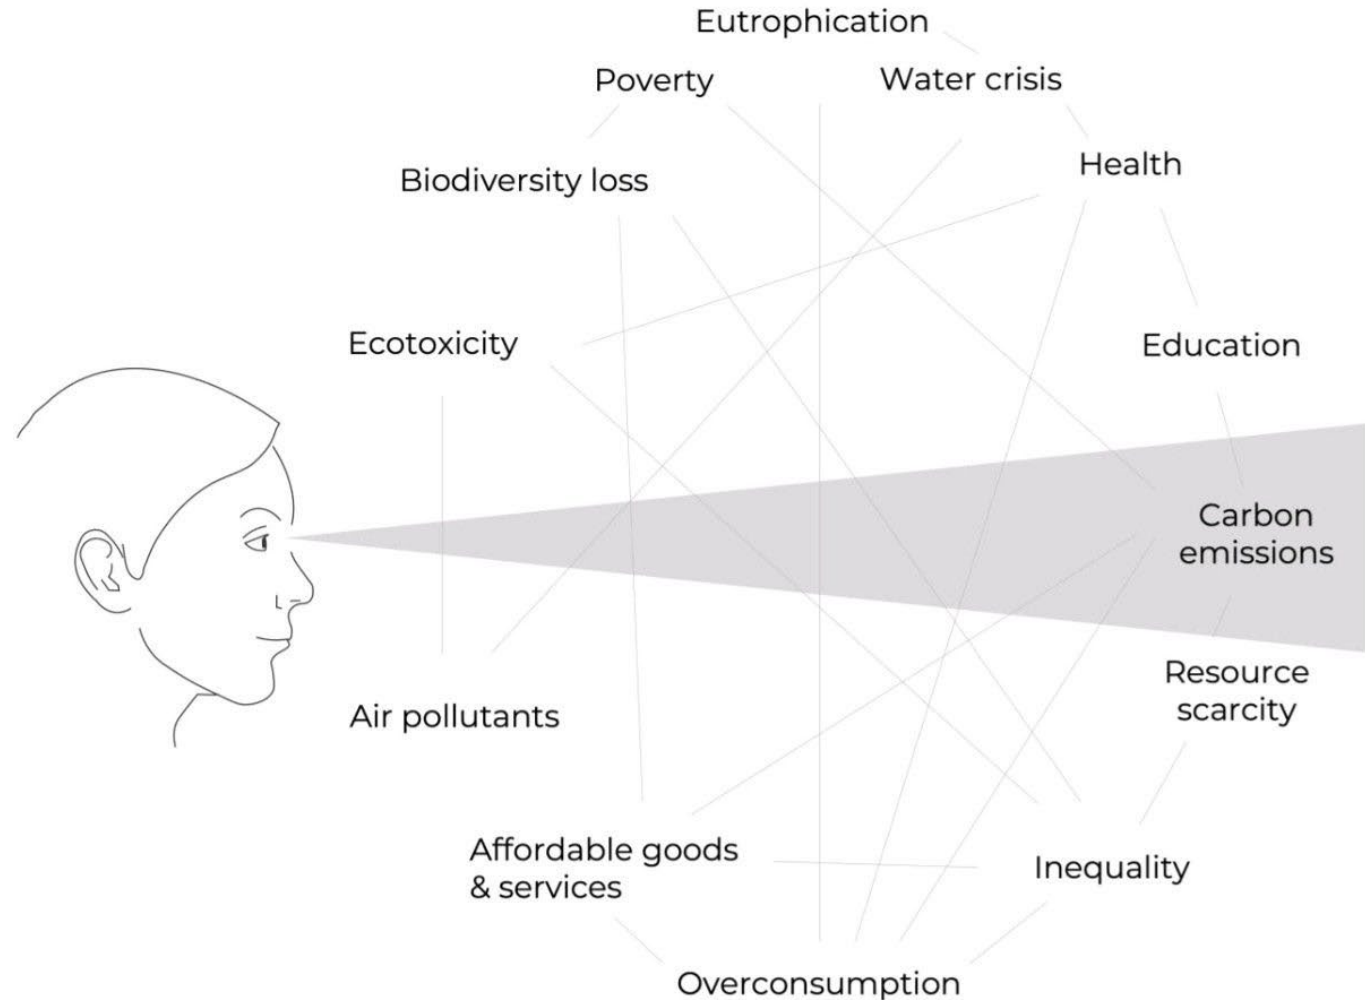 Eutrophication
Poverty
Water crisis
Health
Biodiversity loss
Ecotoxicity
Education
Carbon
emissions
Resource
scarcity
Air pollutants
Affordable goods
& services
Inequality
Overconsumption